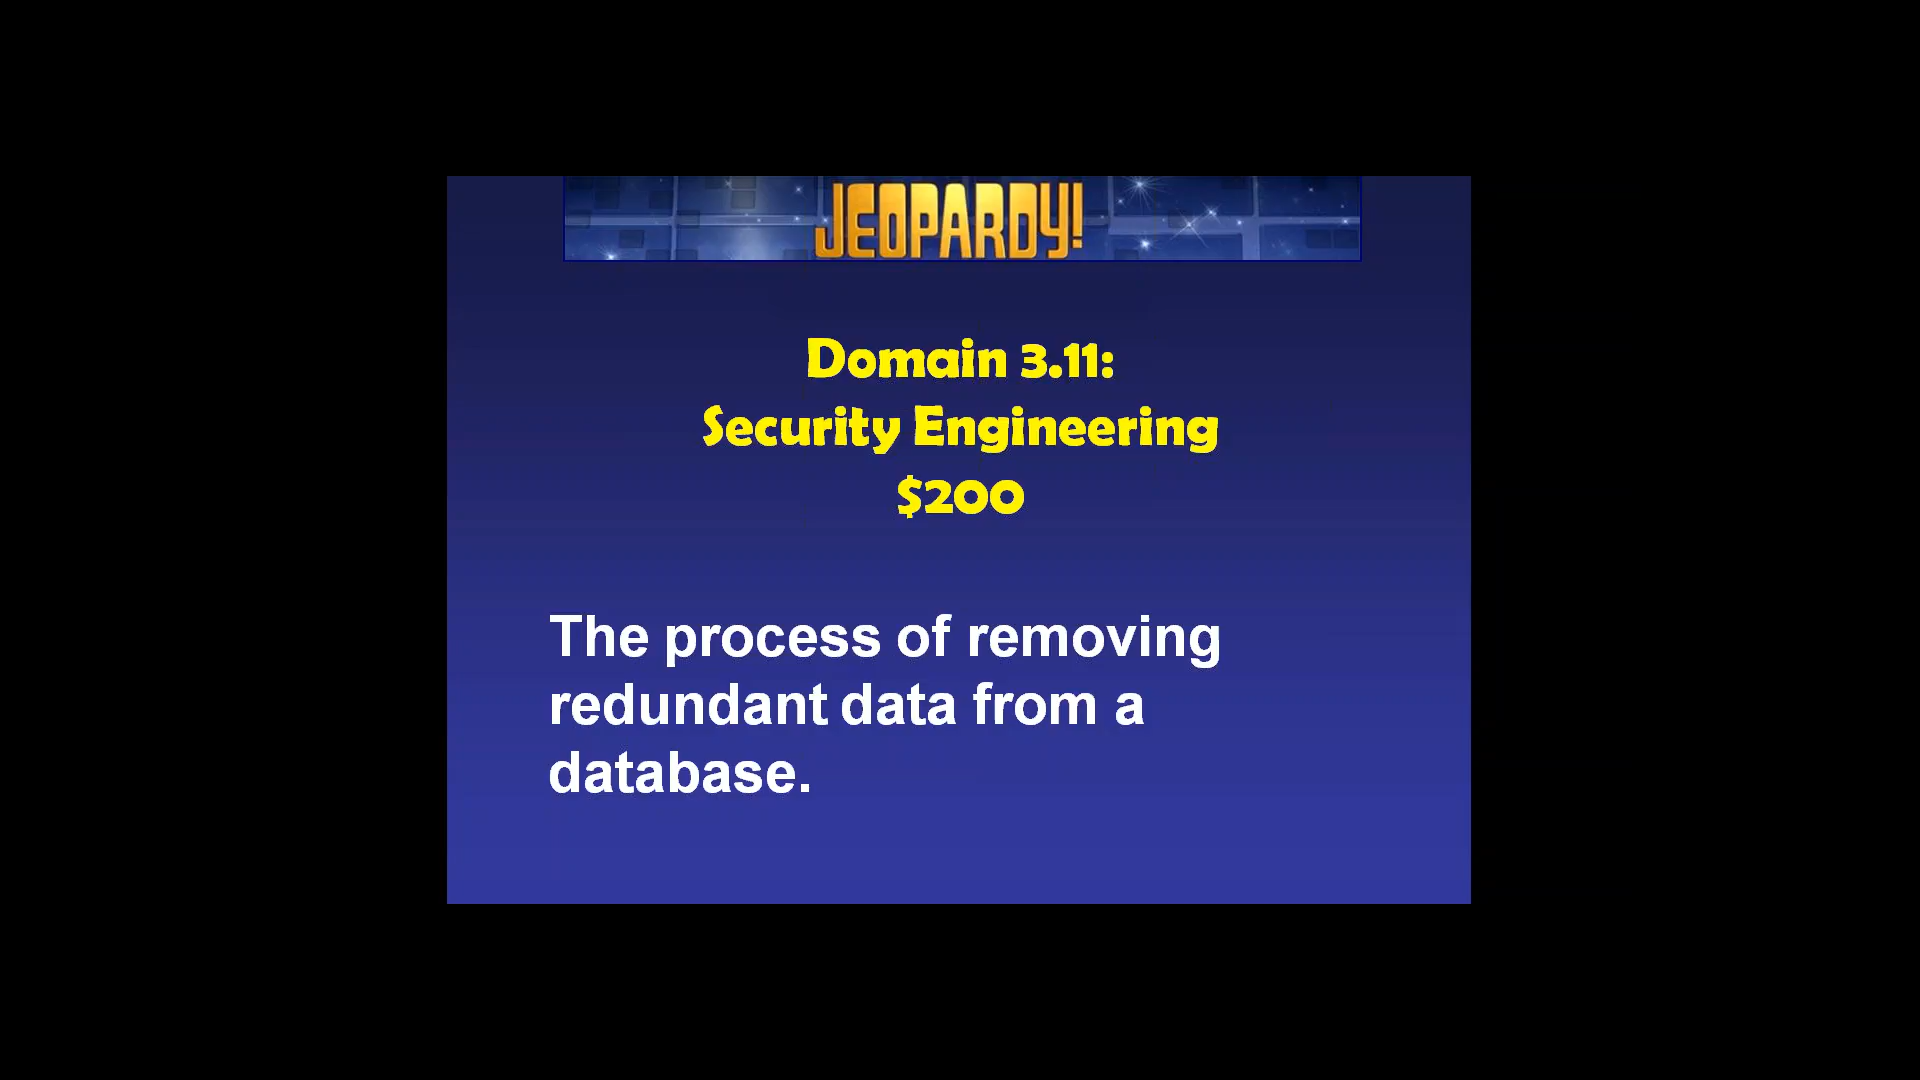 JEOPARDY!
Domain 3.11:
Security Engineering
$200
The process of removing
redundant data from a
database.